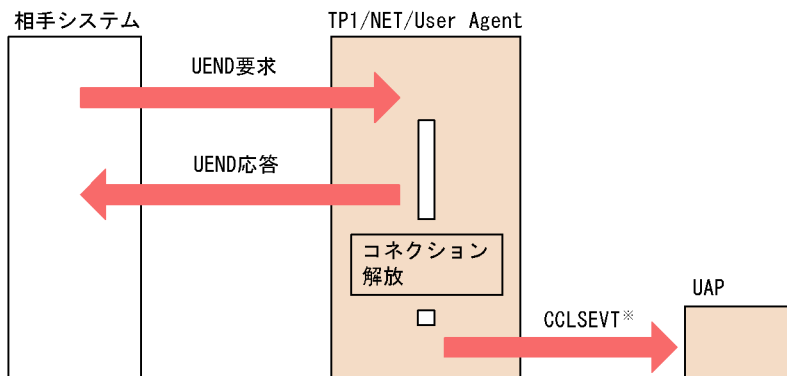 相手システム
TP1/NET/User Agent
UEND要求
UEND応答
コネクション
解放
UAP
CCLSEVT※